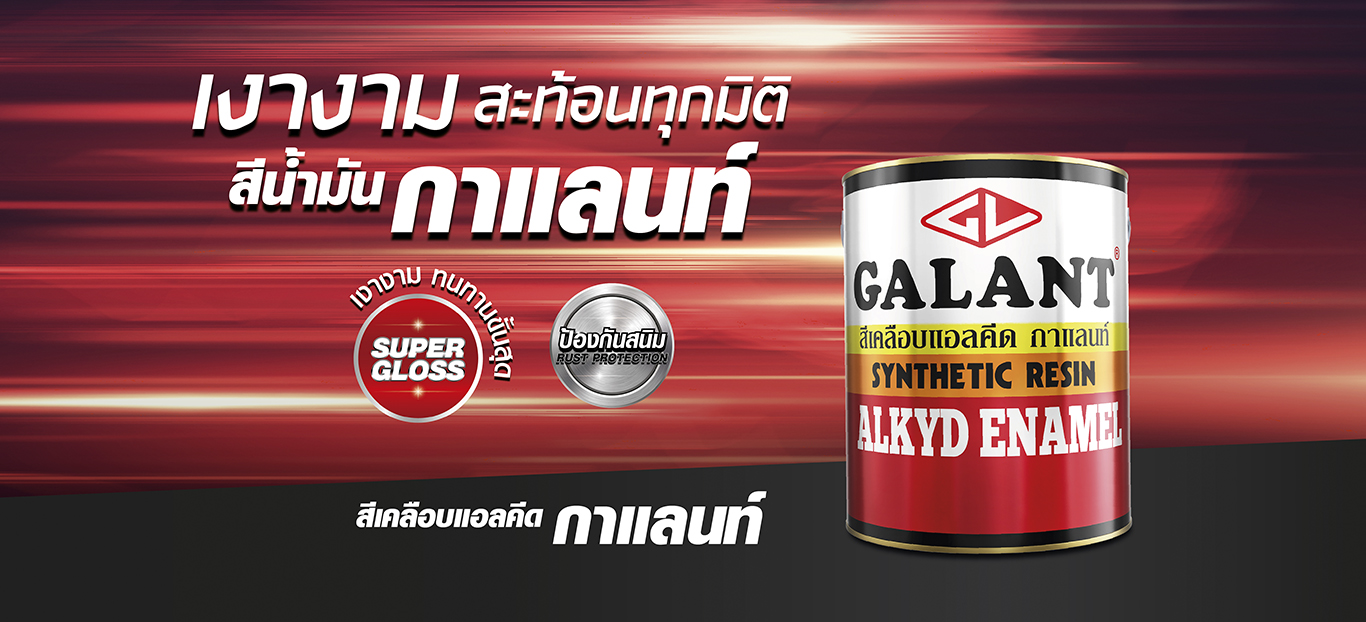 เงางาม สะท้อนทุกมิติ
สีน้ำมัน กาแลนท์
เงางาม ทนทานขั้นสุด
SUPER
GLOSS
ป้องกันสนิม
RUST PROTECTION
สีเคลือบแอลคีด กาแลนท์
GL
GALANT®
สีเคลือบแอลคีด กาแลนท์
SYNTHETIC RESIN
ALKYD ENAMEL